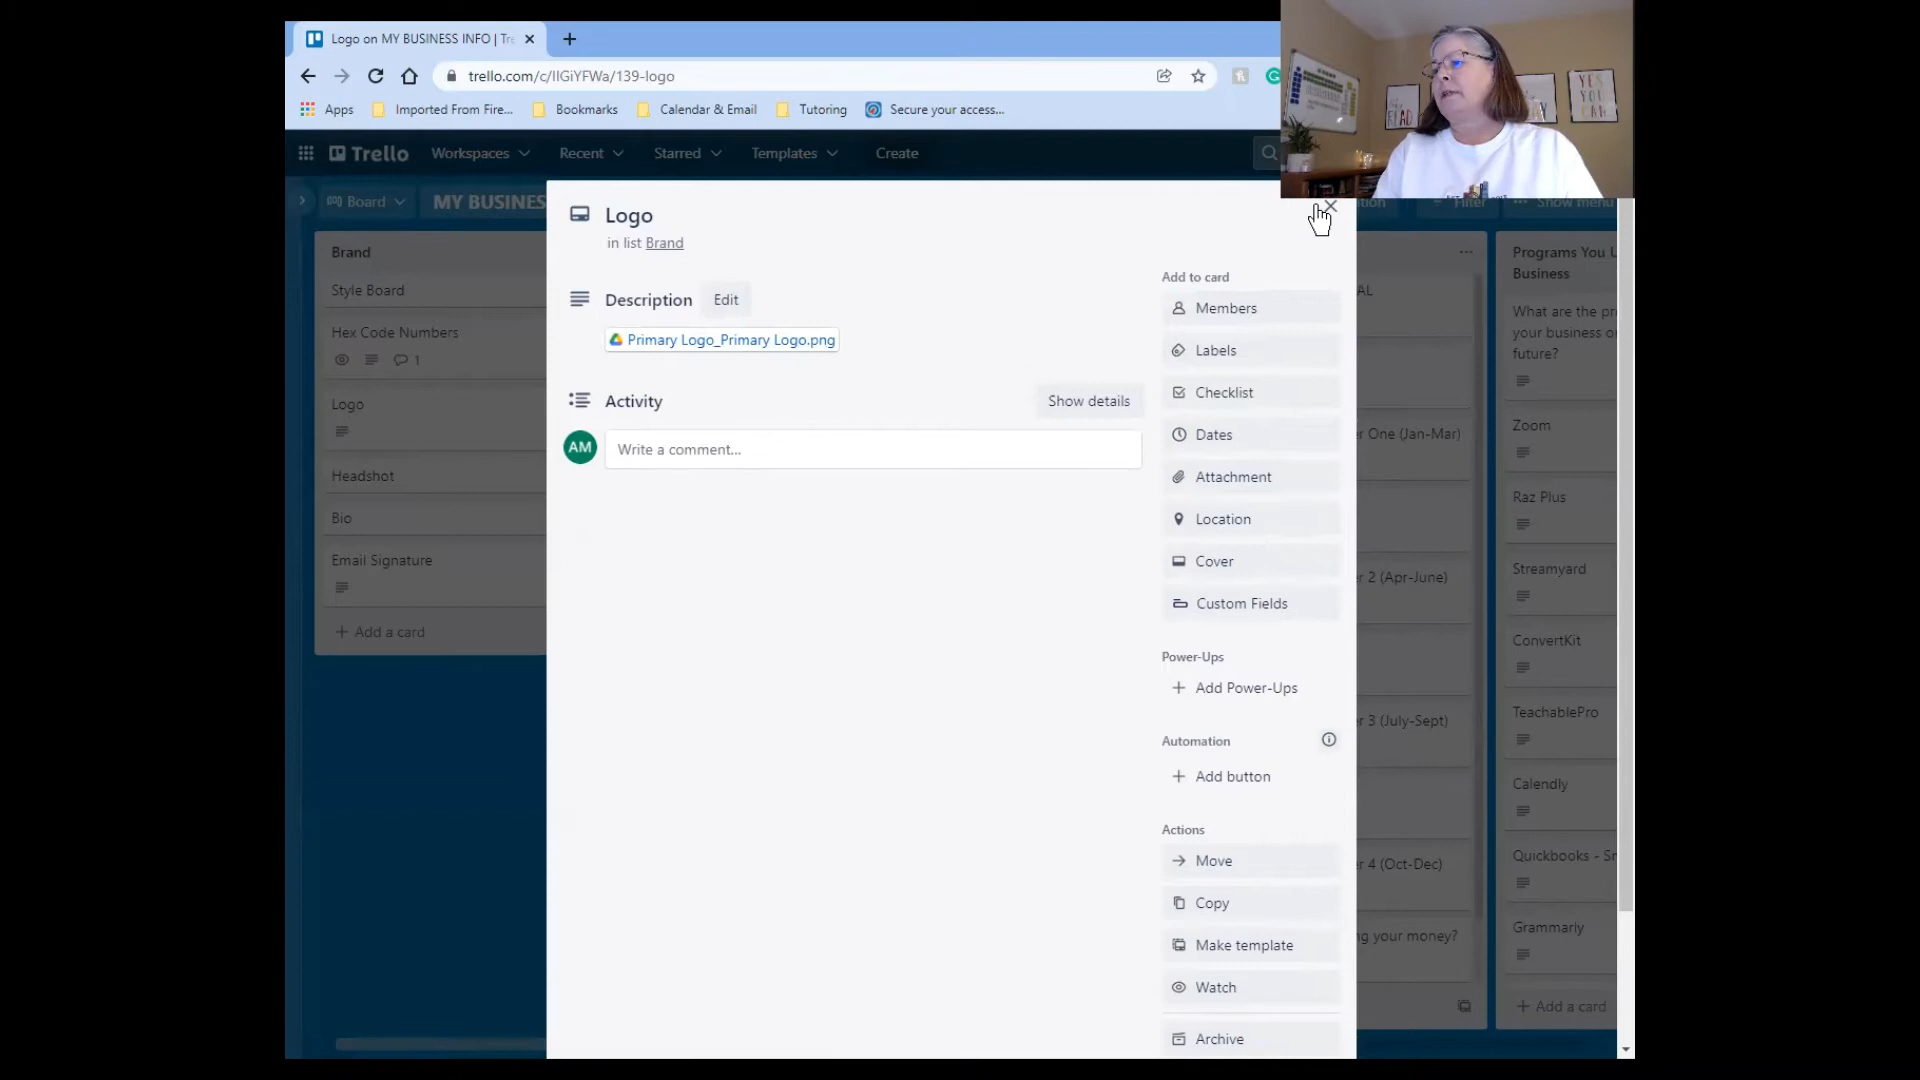 Logo on MY BUSINESS INFO | Tr
trello.com/c/IIGiYFWa/139-logo
Apps
Imported From Fire...
Bookmarks
Calendar & Email
Tutoring
Secure your access...
Trello
Workspaces
Recent
Starred
Templates
Create
Board
MY BUSINESS
Filter
Show menu
YES
YOU
CAN
READ
Logo
in list Brand
Description
Edit
Primary Logo_Primary Logo.png
Activity
Show details
AM
Write a comment...
Add to card
Members
Labels
Checklist
Dates
Attachment
Location
Cover
Custom Fields
Power-Ups
+ Add Power-Ups
Automation
+ Add button
Actions
Move
Copy
Make template
Watch
Archive
Brand
Style Board
Hex Code Numbers
1
Logo
Headshot
Bio
Email Signature
+ Add a card
AL
r One (Jan-Mar)
r 2 (Apr-June)
r 3 (July-Sept)
r 4 (Oct-Dec)
ng your money?
Programs You U
Business
What are the pr
your business o
future?
Zoom
Raz Plus
Streamyard
ConvertKit
TeachablePro
Calendly
Quickbooks - Sr
Grammarly
+ Add a card